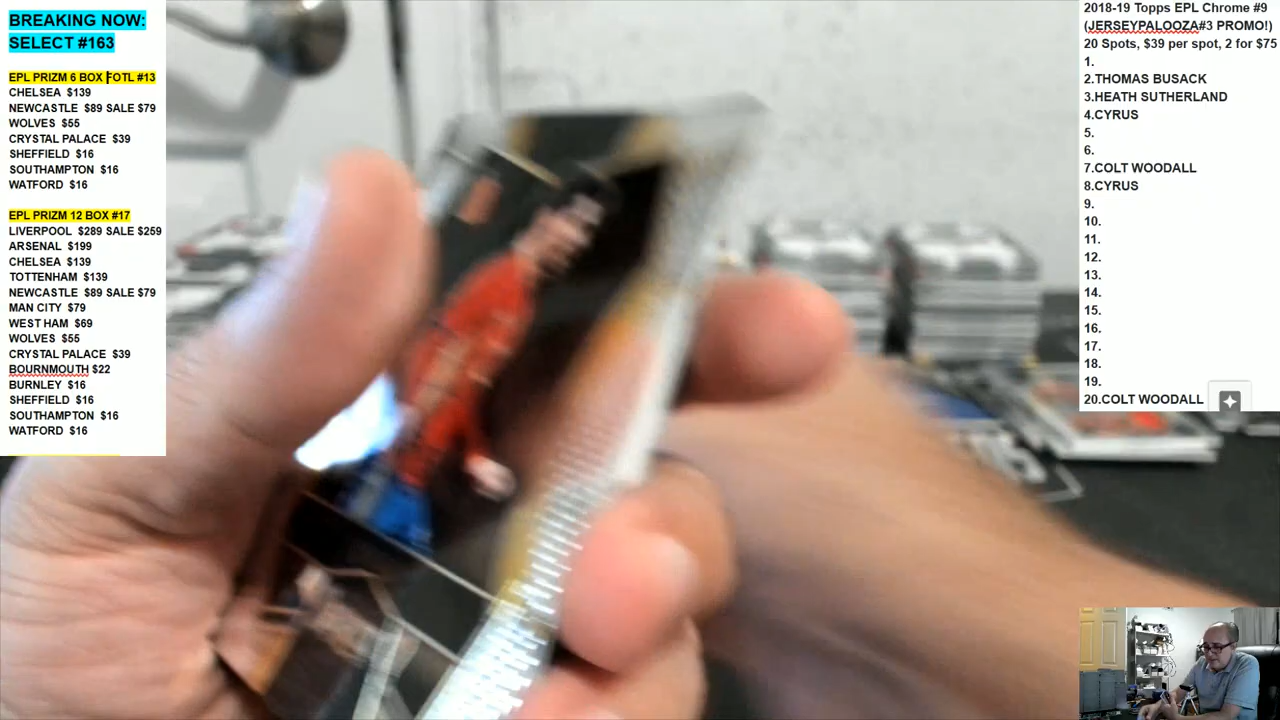 BREAKING NOW:
SELECT #163
EPL PRIZM 6 BOX FOTL #13
CHELSEA $139
NEWCASTLE $89 SALE $79
WOLVES $55
CRYSTAL PALACE $39
SHEFFIELD $16
SOUTHAMPTON $16
WATFORD $16
EPL PRIZM 12 BOX #17
LIVERPOOL $289 SALE $259
ARSENAL $199
CHELSEA $139
TOTTENHAM $139
NEWCASTLE $89 SALE $79
MAN CITY $79
WEST HAM $69
WOLVES $55
CRYSTAL PALACE $39
BOURNMOUTH $22
BURNLEY $16
SHEFFIELD $16
SOUTHAMPTON $16
WATFORD $16
2018-19 Topps EPL Chrome #9
(JERSEYPALOOZA#3 PROMO!)
20 Spots, $39 per spot, 2 for $75
1.
2.THOMAS BUSACK
3.HEATH SUTHERLAND
4.CYRUS
5.
6.
7.COLT WOODALL
8.CYRUS
9.
10.
11.
12.
13.
14.
15.
16.
17.
18.
19.
20.COLT WOODALL